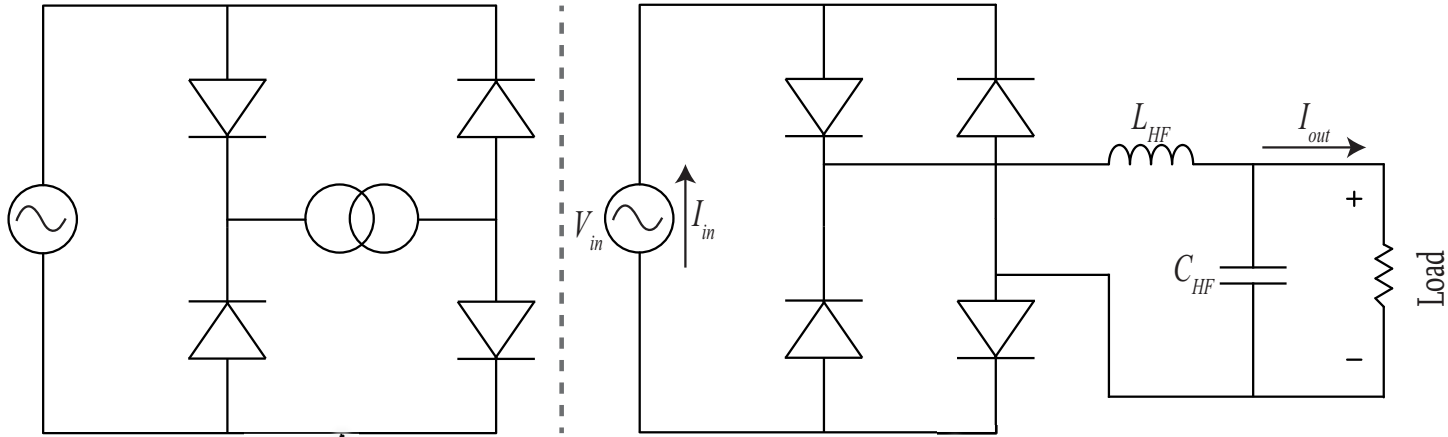 L_HF
I_out
+
V_in
I_in
C_HF
Load
−